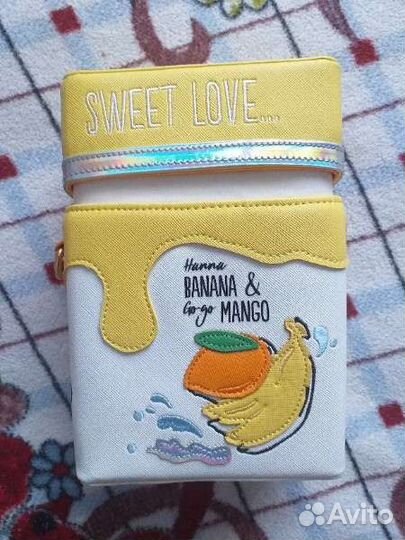 SWEET LOVE...
Hanna
BANANA &
Go-go MANGO
Avito